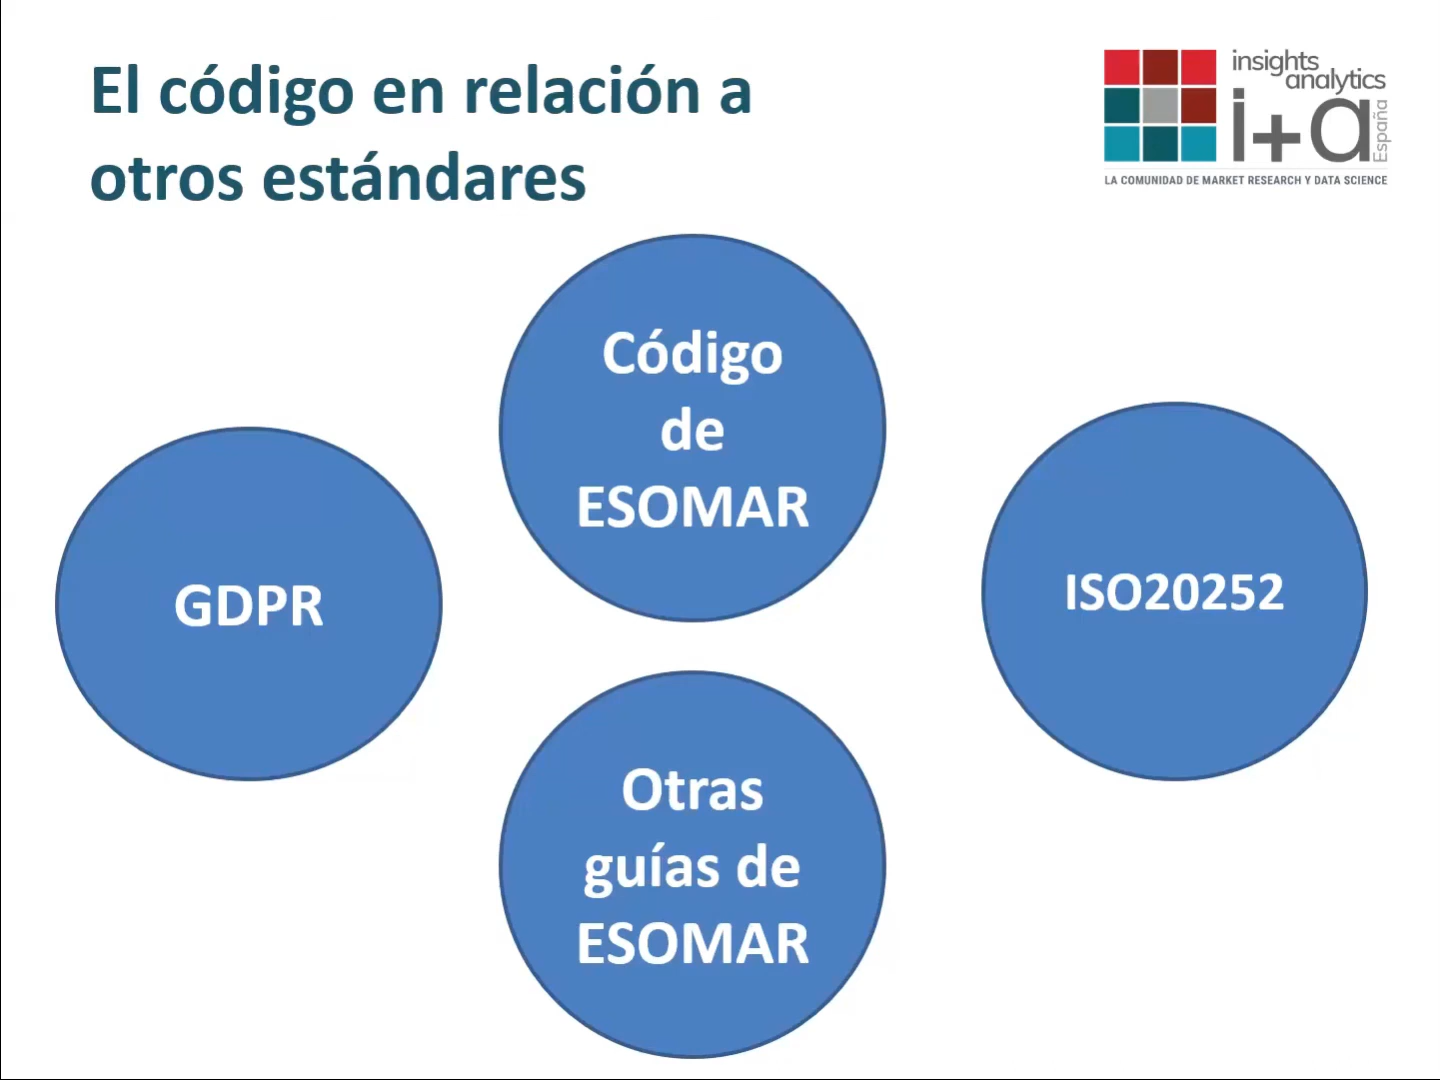 El código en relación a
otros estándares
insights
analytics
i+a
España
LA COMUNIDAD DE MARKET RESEARCH Y DATA SCIENCE
Código
de
ESOMAR
GDPR
ISO20252
Otras
guías de
ESOMAR